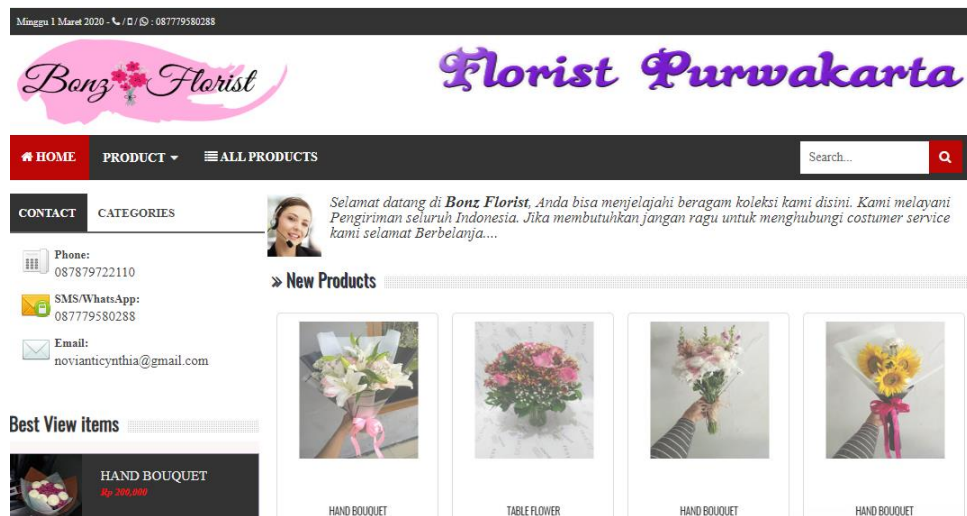 Minggu 1 Maret 2020 - / / : 087779580288
Bonz Florist
Florist Purwakarta
HOME
PRODUCT
ALL PRODUCTS
Search...
CONTACT
CATEGORIES
Phone:
087879722110
SMS/WhatsApp:
087779580288
Email:
novianticynthia@gmail.com
Best View items
HAND BOUQUET
Rp 200,000
Selamat datang di Bonz Florist, Anda bisa menjelajahi beragam koleksi kami disini. Kami melayani
Pengiriman seluruh Indonesia. Jika membutuhkan jangan ragu untuk menghubungi costumer service
kami selamat Berbelanja....
» New Products
HAND BOUQUET
TABLE FLOWER
HAND BOUQUET
HAND BOUQUET